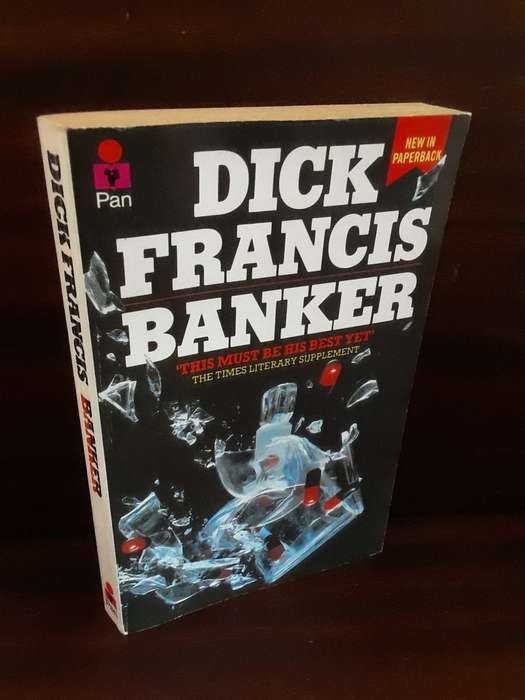 Pan
NEW IN
PAPERBACK
DICK
FRANCIS
BANKER
'THIS MUST BE HIS BEST YET'
THE TIMES LITERARY SUPPLEMENT
DICK FRANCIS BANKER